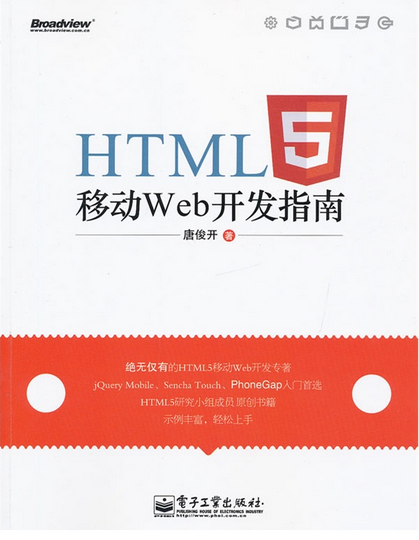 Broadview®
www.broadview.com.cn
HTML 5
移动Web开发指南
唐俊开 著
绝无仅有的HTML5移动Web开发专著
jQuery Mobile、Sencha Touch、PhoneGap入门首选
HTML5研究小组成员原创书籍
示例丰富，轻松上手
电子工业出版社
PUBLISHING HOUSE OF ELECTRONICS INDUSTRY
http://www.phei.com.cn